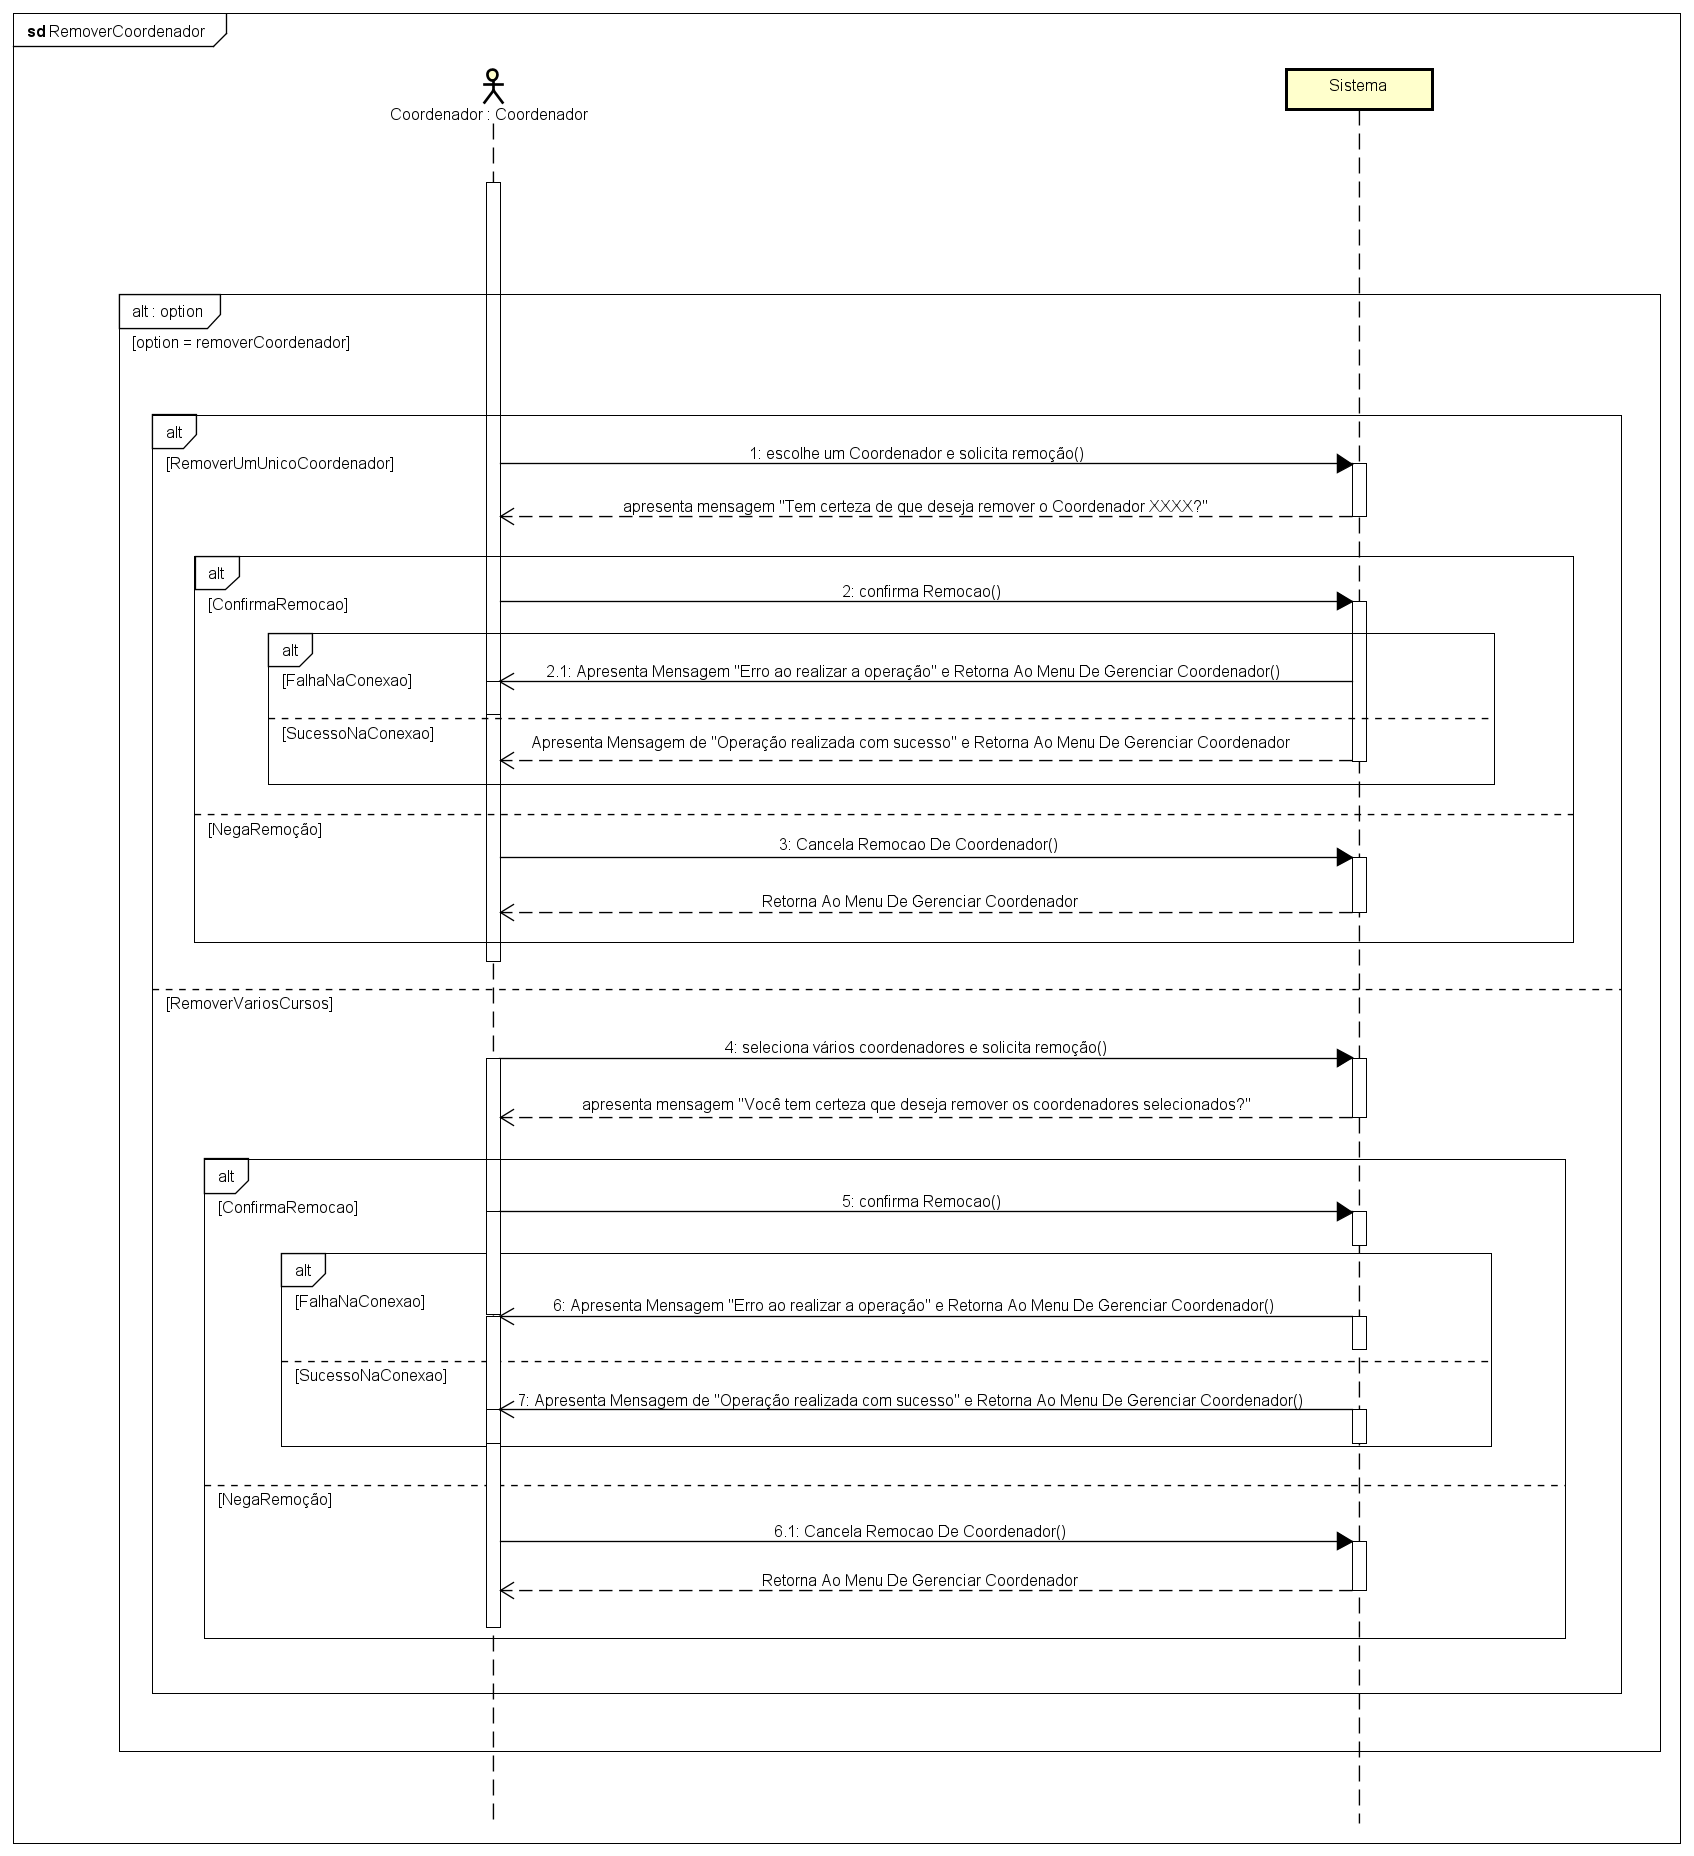 sd RemoverCoordenador
Coordenador : Coordenador
Sistema
alt : option
[option = removerCoordenador]
alt
[RemoverUmUnicoCoordenador]
1: escolhe um Coordenador e solicita remoção()
apresenta mensagem "Tem certeza de que deseja remover o Coordenador XXXX?"
alt
[ConfirmaRemocao]
2: confirma Remocao()
alt
[FalhaNaConexao]
2.1: Apresenta Mensagem "Erro ao realizar a operação" e Retorna Ao Menu De Gerenciar Coordenador()
[SucessoNaConexao]
Apresenta Mensagem de "Operação realizada com sucesso" e Retorna Ao Menu De Gerenciar Coordenador
[NegaRemoção]
3: Cancela Remocao De Coordenador()
Retorna Ao Menu De Gerenciar Coordenador
[RemoverVariosCursos]
4: seleciona vários coordenadores e solicita remoção()
apresenta mensagem "Você tem certeza que deseja remover os coordenadores selecionados?"
alt
[ConfirmaRemocao]
5: confirma Remocao()
alt
[FalhaNaConexao]
6: Apresenta Mensagem "Erro ao realizar a operação" e Retorna Ao Menu De Gerenciar Coordenador()
[SucessoNaConexao]
7: Apresenta Mensagem de "Operação realizada com sucesso" e Retorna Ao Menu De Gerenciar Coordenador()
[NegaRemoção]
6.1: Cancela Remocao De Coordenador()
Retorna Ao Menu De Gerenciar Coordenador